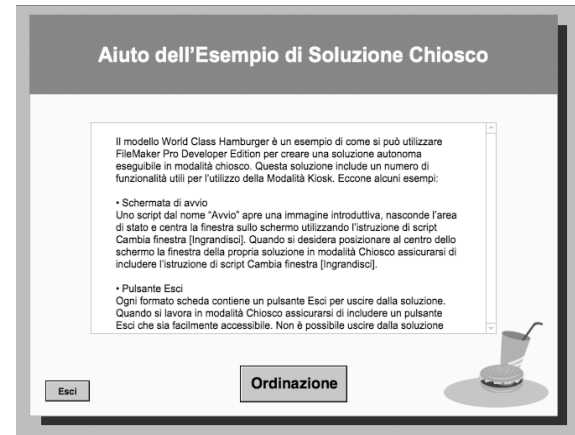 Aiuto dell'Esempio di Soluzione Chiosco
Il modello World Class Hamburger è un esempio di come si può utilizzare
FileMaker Pro Developer Edition per creare una soluzione autonoma
eseguibile in modalità chiosco. Questa soluzione include un numero di
funzionalità utili per l'utilizzo della Modalità Kiosk. Eccone alcuni esempi:
• Schermata di avvio
Uno script dal nome "Avvio" apre una immagine introduttiva, nasconde l'area
di stato e centra la finestra sullo schermo utilizzando l'istruzione di script
Cambia finestra [Ingrandisci]. Quando si desidera posizionare al centro dello
schermo la finestra della propria soluzione in modalità Chiosco assicurarsi di
includere l'istruzione di script Cambia finestra [Ingrandisci].
• Pulsante Esci
Ogni formato scheda contiene un pulsante Esci per uscire dalla soluzione.
Quando si lavora in modalità Chiosco assicurarsi di includere un pulsante
Esci che sia facilmente accessibile. Non è possibile uscire dalla soluzione
Esci
Ordinazione